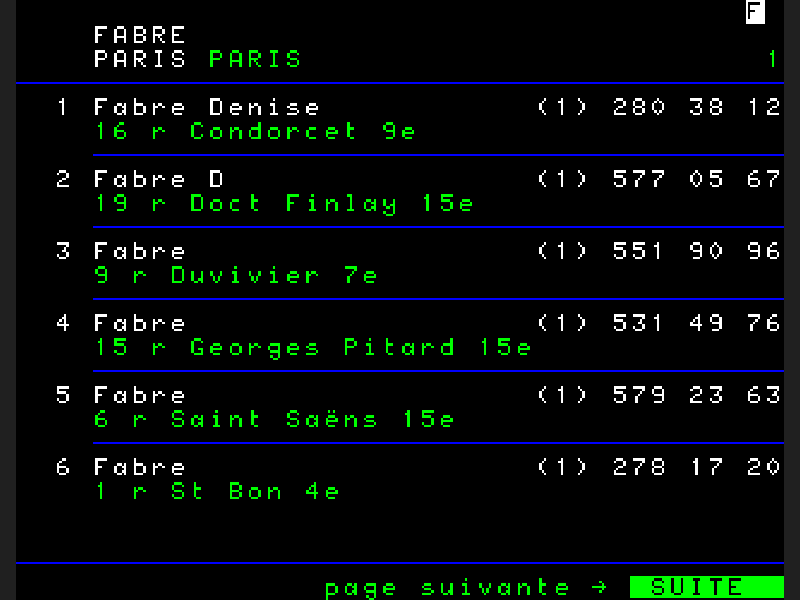 F
FABRE
PARIS PARIS 1
1 Fabre Denise (1) 280 38 12
16 r Condorcet 9e
2 Fabre D (1) 577 05 67
19 r Doct Finlay 15e
3 Fabre (1) 551 90 96
9 r Duvivier 7e
4 Fabre (1) 531 49 76
15 r Georges Pitard 15e
5 Fabre (1) 579 23 63
6 r Saint Saëns 15e
6 Fabre (1) 278 17 20
1 r St Bon 4e
page suivante → SUITE